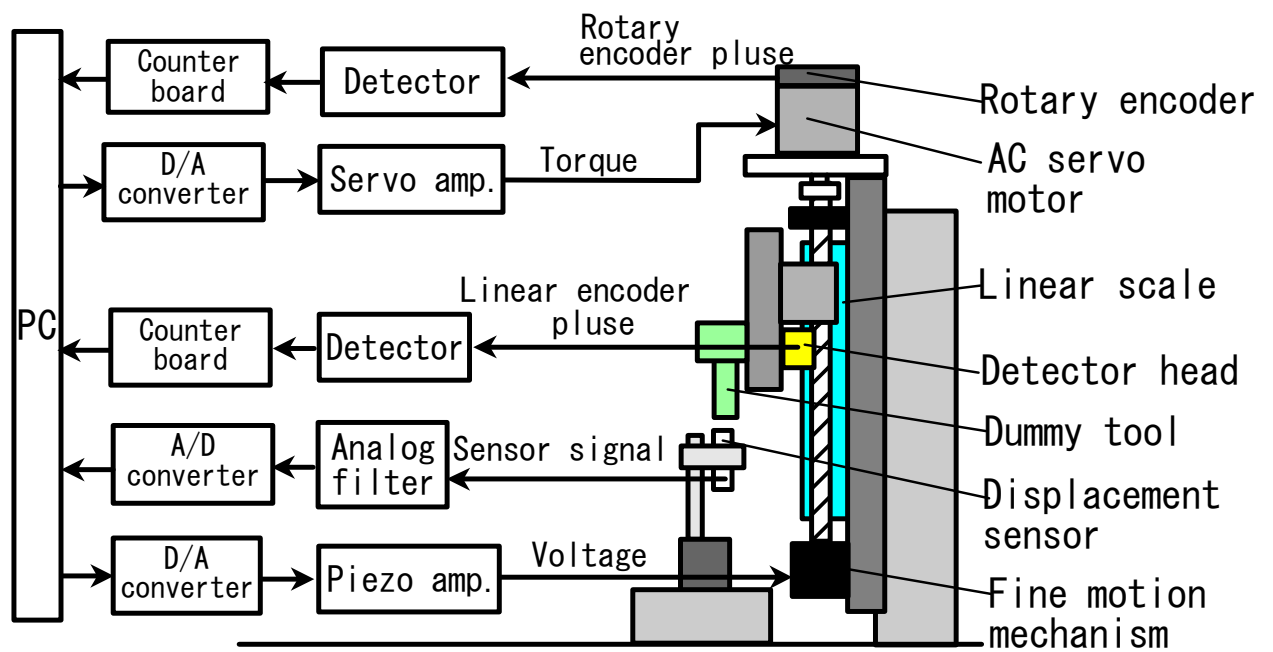 Rotary
encoder pluse
Counter
board
Detector
Rotary encoder
D/A
converter
Servo amp.
Torque
AC servo
motor
PC
Linear encoder
pluse
Counter
board
Detector
Linear scale
Detector head
A/D
converter
Analog
filter
Sensor signal
Dummy tool
Displacement
sensor
D/A
converter
Piezo amp.
Voltage
Fine motion
mechanism